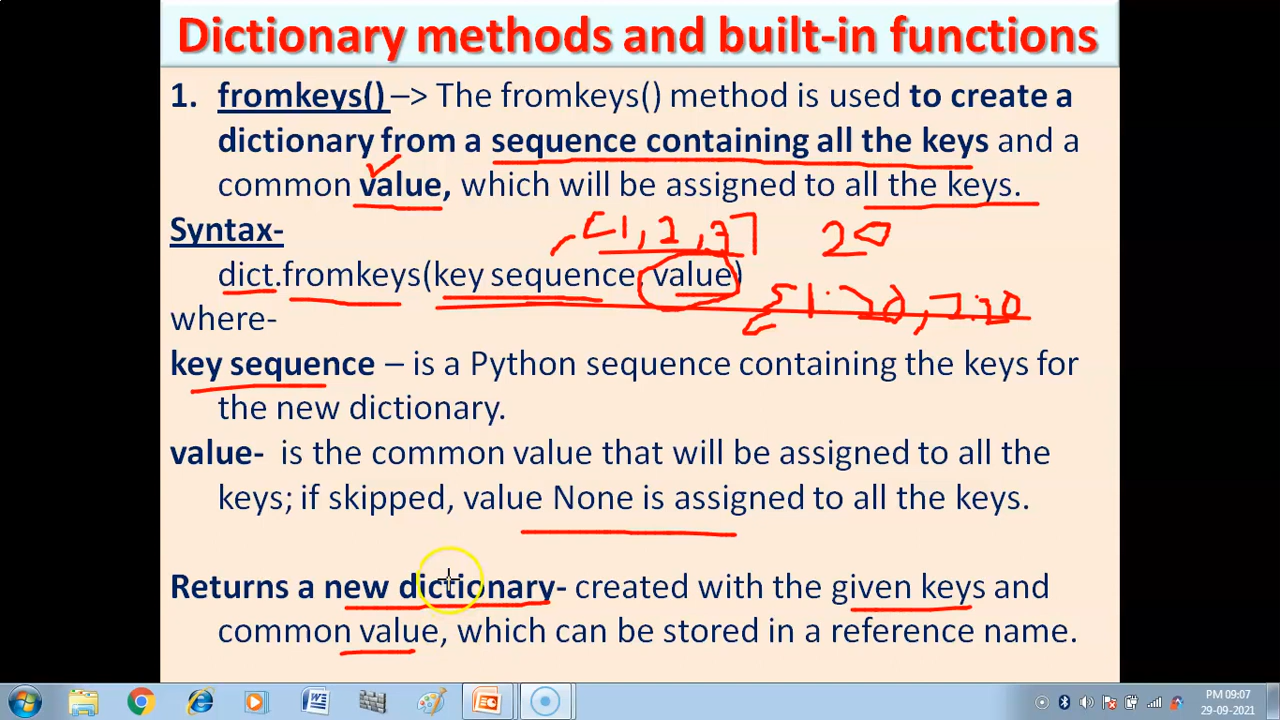 Dictionary methods and built-in functions
1. fromkeys() –> The fromkeys() method is used to create a
dictionary from a sequence containing all the keys and a
common value, which will be assigned to all the keys.
[1,2,3] 20
Syntax-
dict.fromkeys(key sequence, value)
{1:20, 2:20
where-
key sequence – is a Python sequence containing the keys for
the new dictionary.
value- is the common value that will be assigned to all the
keys; if skipped, value None is assigned to all the keys.
Returns a new dictionary- created with the given keys and
common value, which can be stored in a reference name.
PM 09:07
29-09-2021